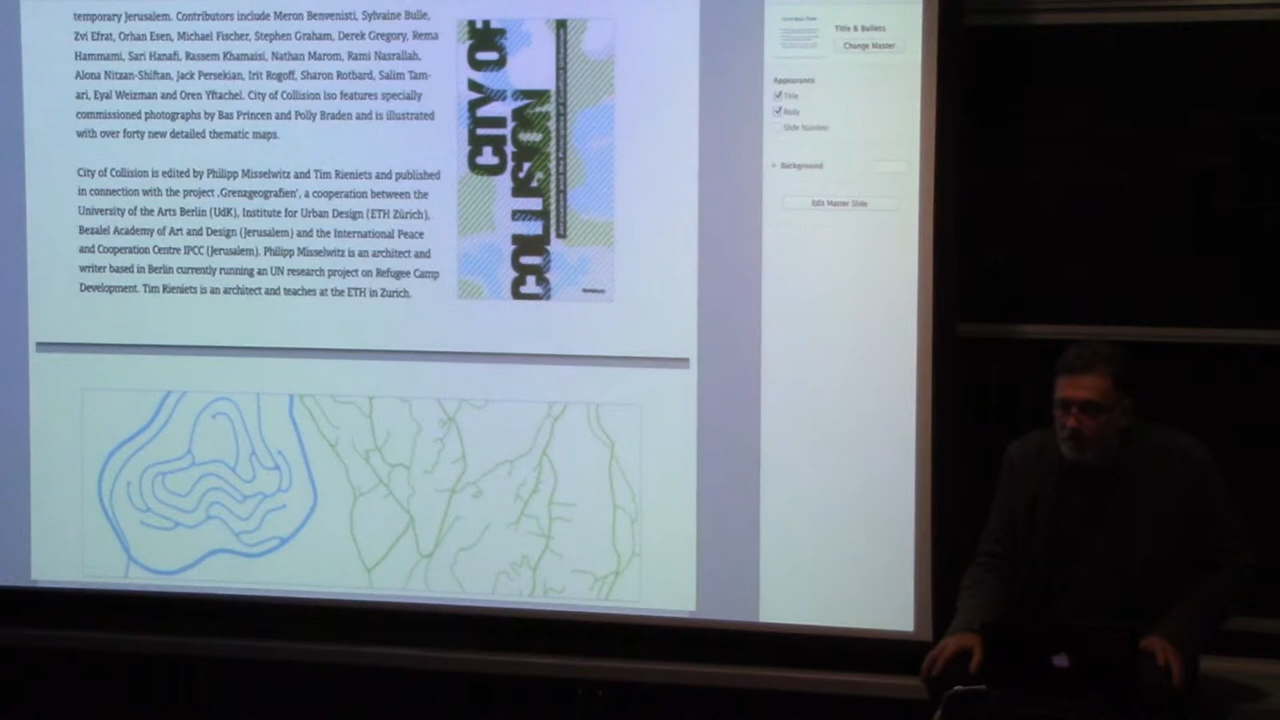 temporary Jerusalem. Contributors include Meron Benvenisti, Sylvaine Bulle,
Zvi Efrat, Orhan Esen, Michael Fischer, Stephen Graham, Derek Gregory, Rema
Hammami, Sari Hanafi, Rassem Khamaisi, Nathan Marom, Rami Nasrallah,
Alona Nitzan-Shiftan, Jack Persekian, Irit Rogoff, Sharon Rotbard, Salim Tam-
ari, Eyal Weizman and Oren Yftachel. City of Collision lso features specially
commissioned photographs by Bas Princen and Polly Braden and is illustrated
with over forty new detailed thematic maps.
City of Collision is edited by Philipp Misselwitz and Tim Rieniets and published
in connection with the project ‚Grenzgeografien', a cooperation between the
University of the Arts Berlin (UdK), Institute for Urban Design (ETH Zürich),
Bezalel Academy of Art and Design (Jerusalem) and the International Peace
and Cooperation Centre IPCC (Jerusalem). Philipp Misselwitz is an architect and
writer based in Berlin currently running an UN research project on Refugee Camp
Development. Tim Rieniets is an architect and teaches at the ETH in Zurich.
CITY OF
COLLISION
Title & Bullets
Change Master
Appearance
Title
Body
Slide Number
Background
Edit Master Slide